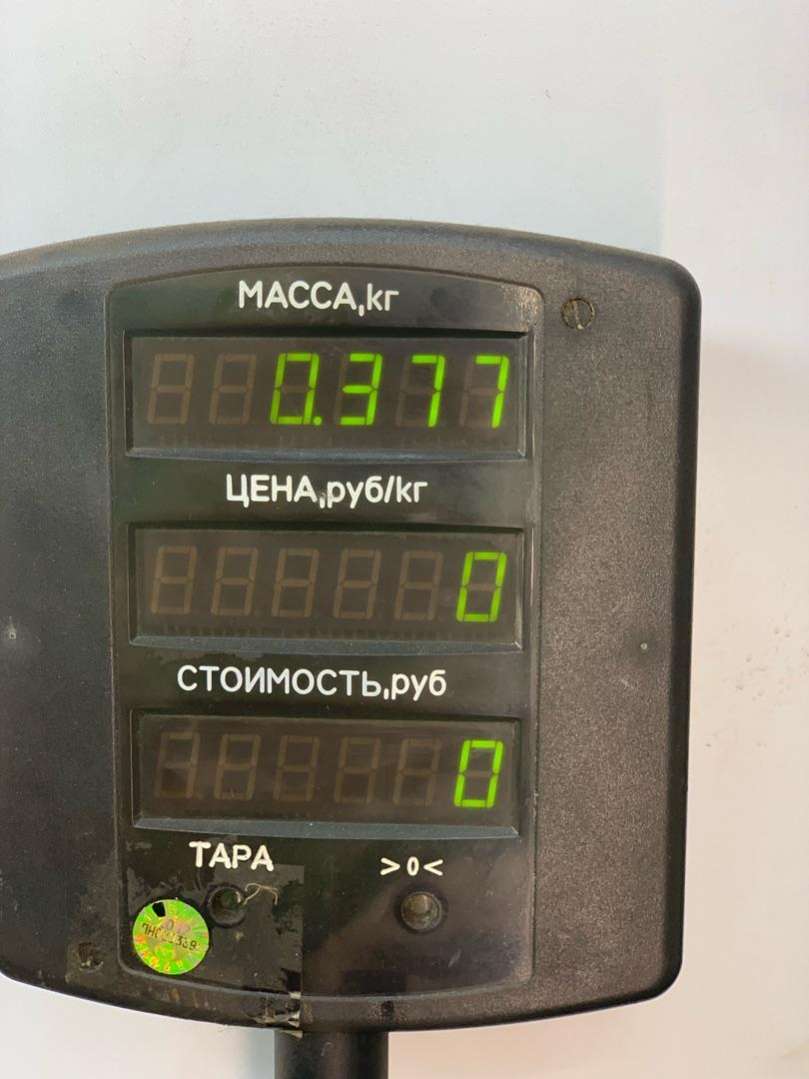 МАССА,кг
0.377
ЦЕНА,руб/кг
0
СТОИМОСТЬ,руб
0
ТАРА >0<